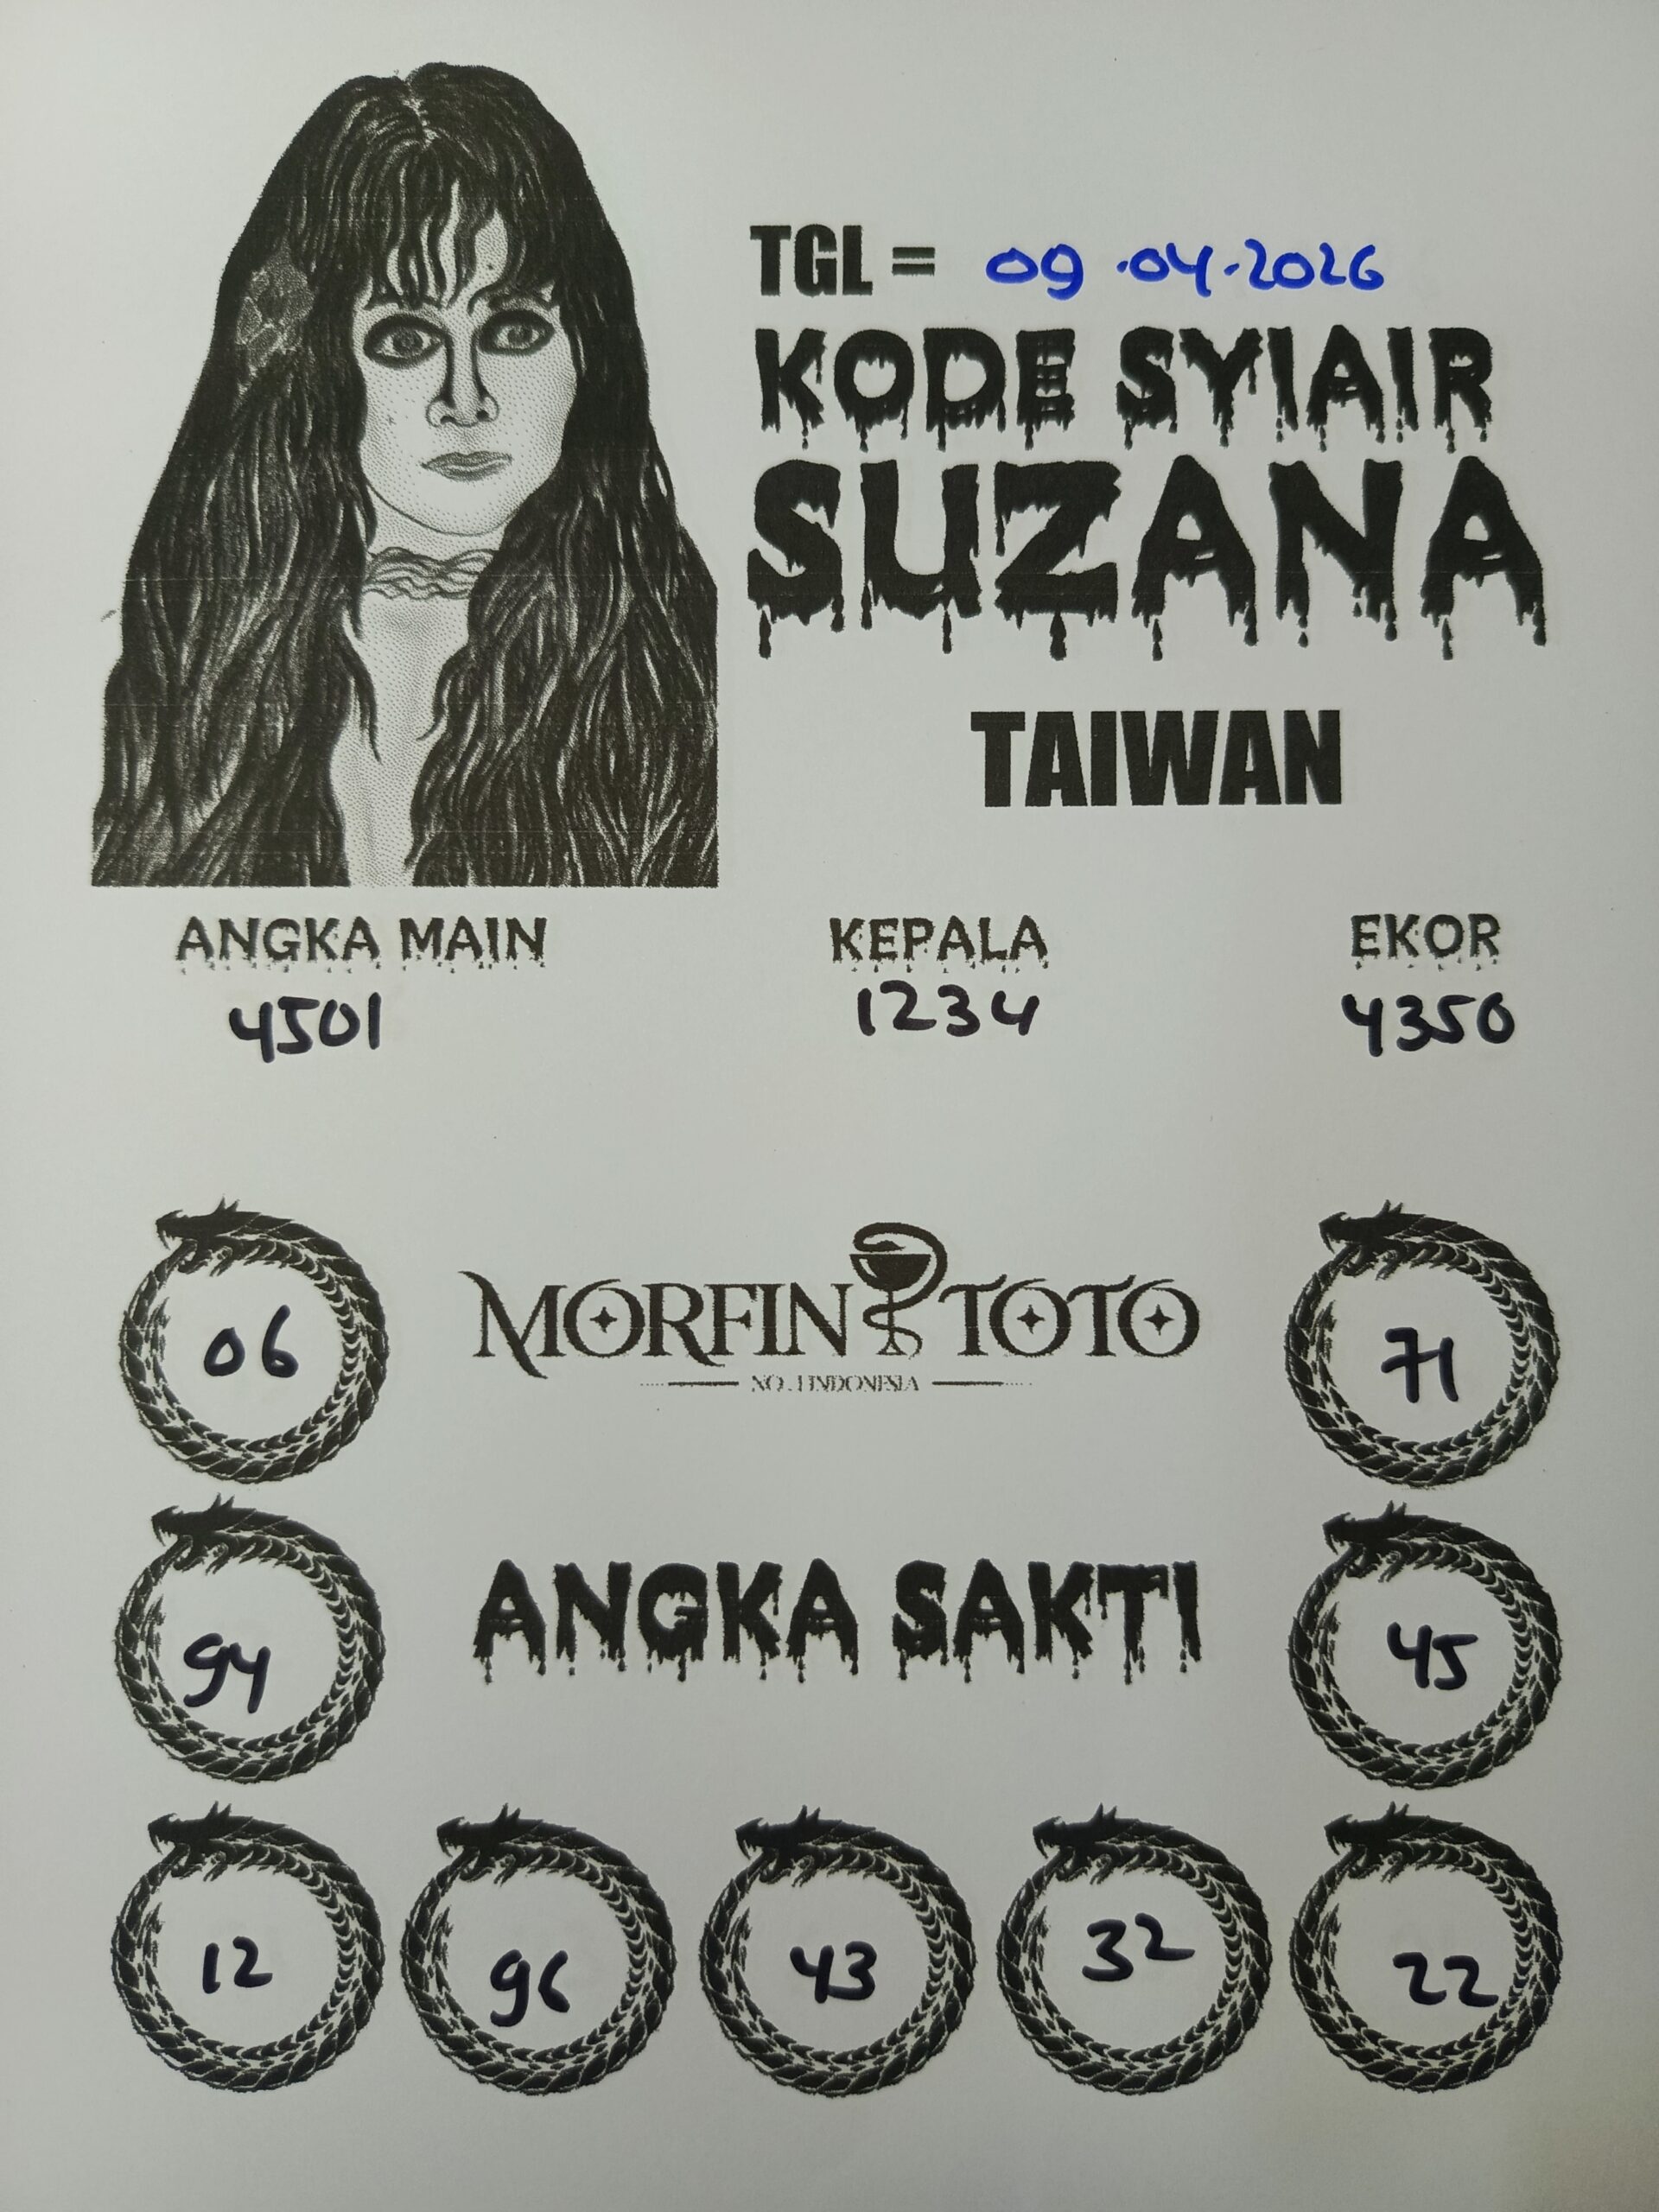 TGL = 09.04.2026
KODE SYIAIR
SUZANA
TAIWAN
ANGKA MAIN KEPALA EKOR
4501 1234 4350
06 MORFIN TOTO 71
NO.1 INDONESIA
94 ANGKA SAKTI 45
12 96 43 32 22